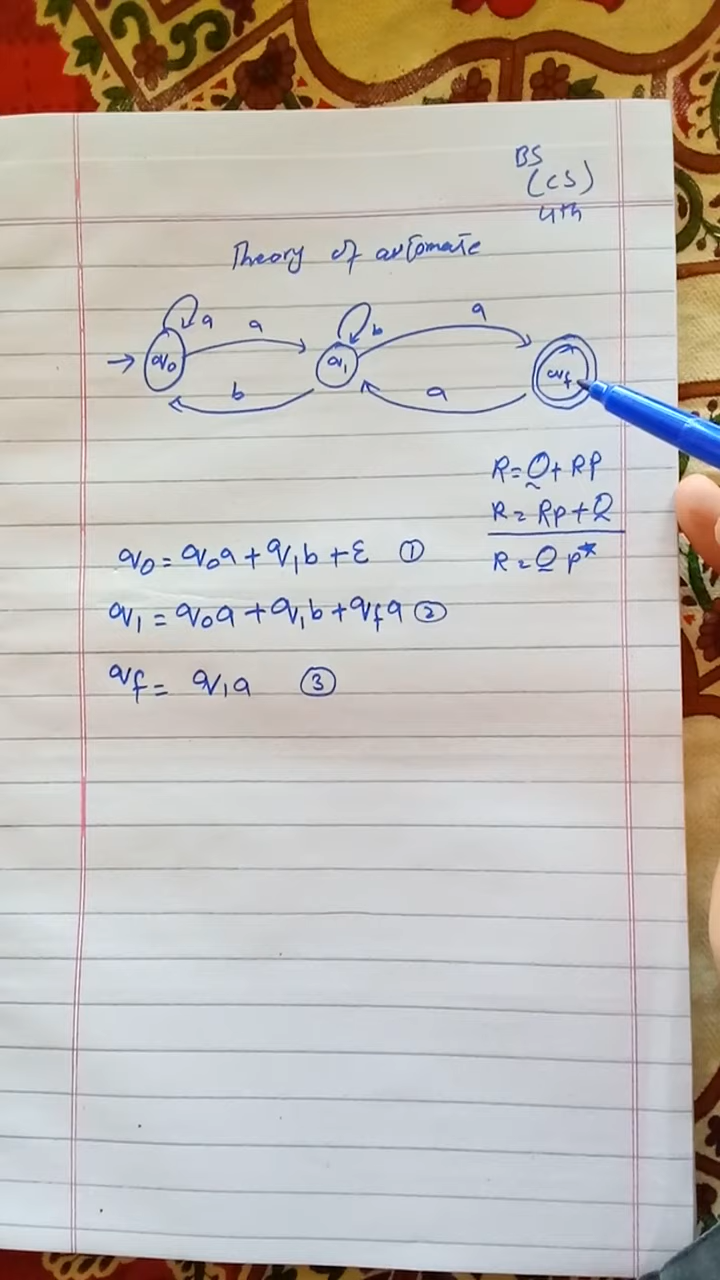 BS
(CS)
4th
Theory of automate
a a b a
→ q0 q1 qf
b a
R=Q+RP
R=RP+Q
R=QP*
q0=q0a+q1b+ε ①
q1=q0a+q1b+qfa ②
qf= q1a ③